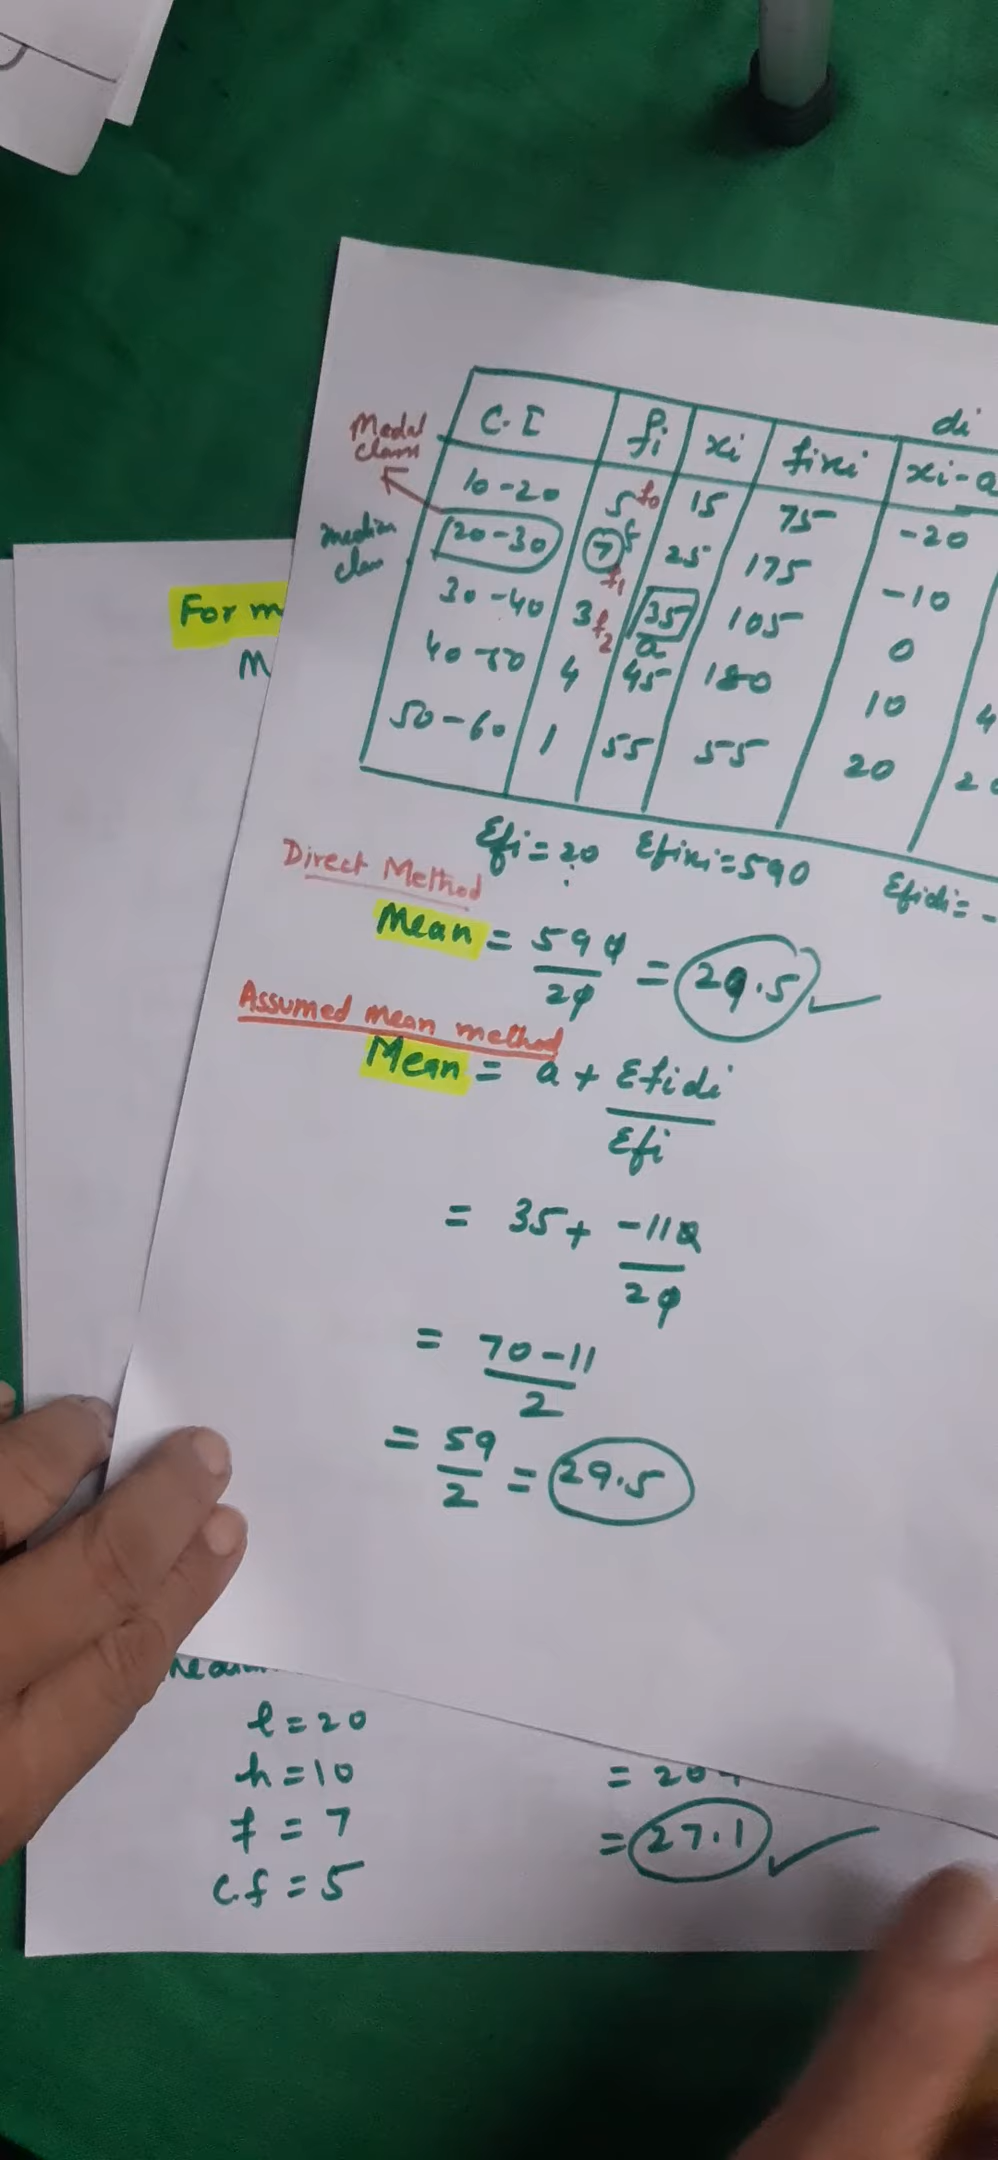 di
C.I fi xi fixi xi-a
Modal
class
10-20 5 f0 15 75 -20
median
class
20-30 7 f 25 175 -10
f1
30-40 3 f2 35 105 0
a
40-50 4 45 180 10 4
50-60 1 55 55 20 20
Σfi = 20 Σfixi = 590 Σfidi = -
Direct Method
Mean = 590/20 = 29.5 ✓
Assumed mean method
Mean = a + Σfidi/Σfi
= 35 + -110/20
= 70-11/2
= 59/2 = 29.5
Form
M
l = 20
h = 10
f = 7
c.f = 5
= 20+
= 27.1 ✓